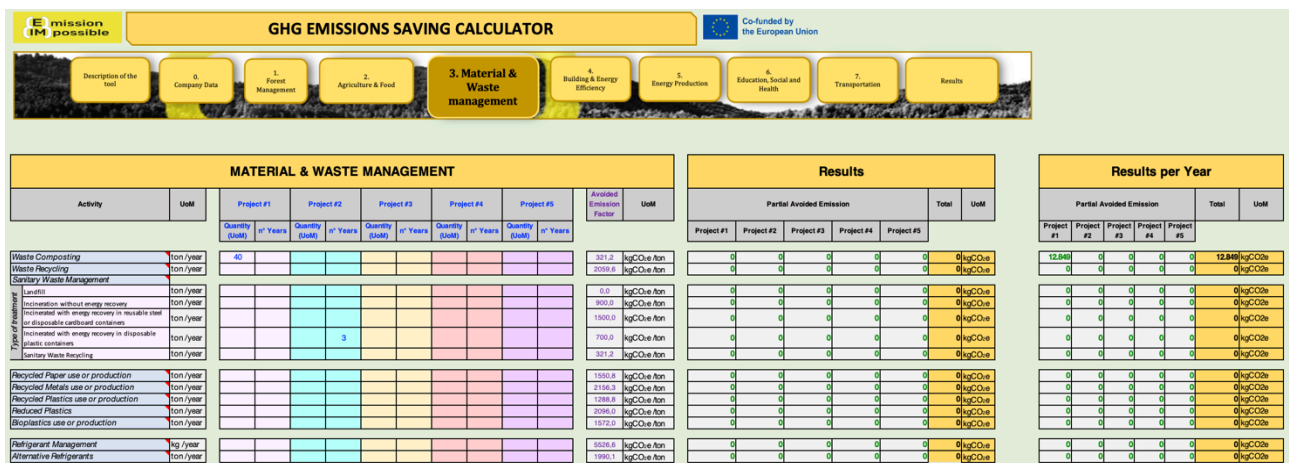 Emission
IMpossible
GHG EMISSIONS SAVING CALCULATOR
Co-funded by
the European Union
Description of the
tool
0.
Company Data
1.
Forest
Management
2.
Agriculture & Food
3. Material &
Waste
management
4.
Building & Energy
Efficiency
5.
Energy Production
6.
Education, Social and
Health
7.
Transportation
Results
MATERIAL & WASTE MANAGEMENT
Results
Results per Year
Activity UoM Project #1 Project #2 Project #3 Project #4 Project #5 Avoided Emission Factor UoM Partial Avoided Emission Total UoM Partial Avoided Emission Total UoM
Quantity (UoM) n° Years Quantity (UoM) n° Years Quantity (UoM) n° Years Quantity (UoM) n° Years Quantity (UoM) n° Years Project #1 Project #2 Project #3 Project #4 Project #5 Project #1 Project #2 Project #3 Project #4 Project #5
Waste Composting ton/year 40 321,2 kgCO₂e/ton 0 0 0 0 0 0 kgCO₂e 12.849 0 0 0 0 12.849 kgCO2e
Waste Recycling ton/year 2059,6 kgCO₂e/ton 0 0 0 0 0 0 kgCO₂e 0 0 0 0 0 0 kgCO2e
Sanitary Waste Management
Type of treatment
Landfill ton/year 0,0 kgCO₂e/ton 0 0 0 0 0 0 kgCO₂e 0 0 0 0 0 0 kgCO2e
Incineration without energy recovery ton/year 900,0 kgCO₂e/ton 0 0 0 0 0 0 kgCO₂e 0 0 0 0 0 0 kgCO2e
Incinerated with energy recovery in reusable steel
or disposable cardboard containers ton/year 1500,0 kgCO₂e/ton 0 0 0 0 0 0 kgCO₂e 0 0 0 0 0 0 kgCO2e
Incinerated with energy recovery in disposable
plastic containers ton/year 3 700,0 kgCO₂e/ton 0 0 0 0 0 0 kgCO₂e 0 0 0 0 0 0 kgCO2e
Sanitary Waste Recycling ton/year 321,2 kgCO₂e/ton 0 0 0 0 0 0 kgCO₂e 0 0 0 0 0 0 kgCO2e
Recycled Paper use or production ton/year 1550,8 kgCO₂e/ton 0 0 0 0 0 0 kgCO₂e 0 0 0 0 0 0 kgCO2e
Recycled Metals use or production ton/year 2156,3 kgCO₂e/ton 0 0 0 0 0 0 kgCO₂e 0 0 0 0 0 0 kgCO2e
Recycled Plastics use or production ton/year 1288,8 kgCO₂e/ton 0 0 0 0 0 0 kgCO₂e 0 0 0 0 0 0 kgCO2e
Reduced Plastics ton/year 2096,0 kgCO₂e/ton 0 0 0 0 0 0 kgCO₂e 0 0 0 0 0 0 kgCO2e
Bioplastics use or production ton/year 1572,0 kgCO₂e/ton 0 0 0 0 0 0 kgCO₂e 0 0 0 0 0 0 kgCO2e
Refrigerant Management kg /year 5526,6 kgCO₂e/ton 0 0 0 0 0 0 kgCO₂e 0 0 0 0 0 0 kgCO2e
Alternative Refrigerants ton/year 1990,1 kgCO₂e/ton 0 0 0 0 0 0 kgCO₂e 0 0 0 0 0 0 kgCO2e